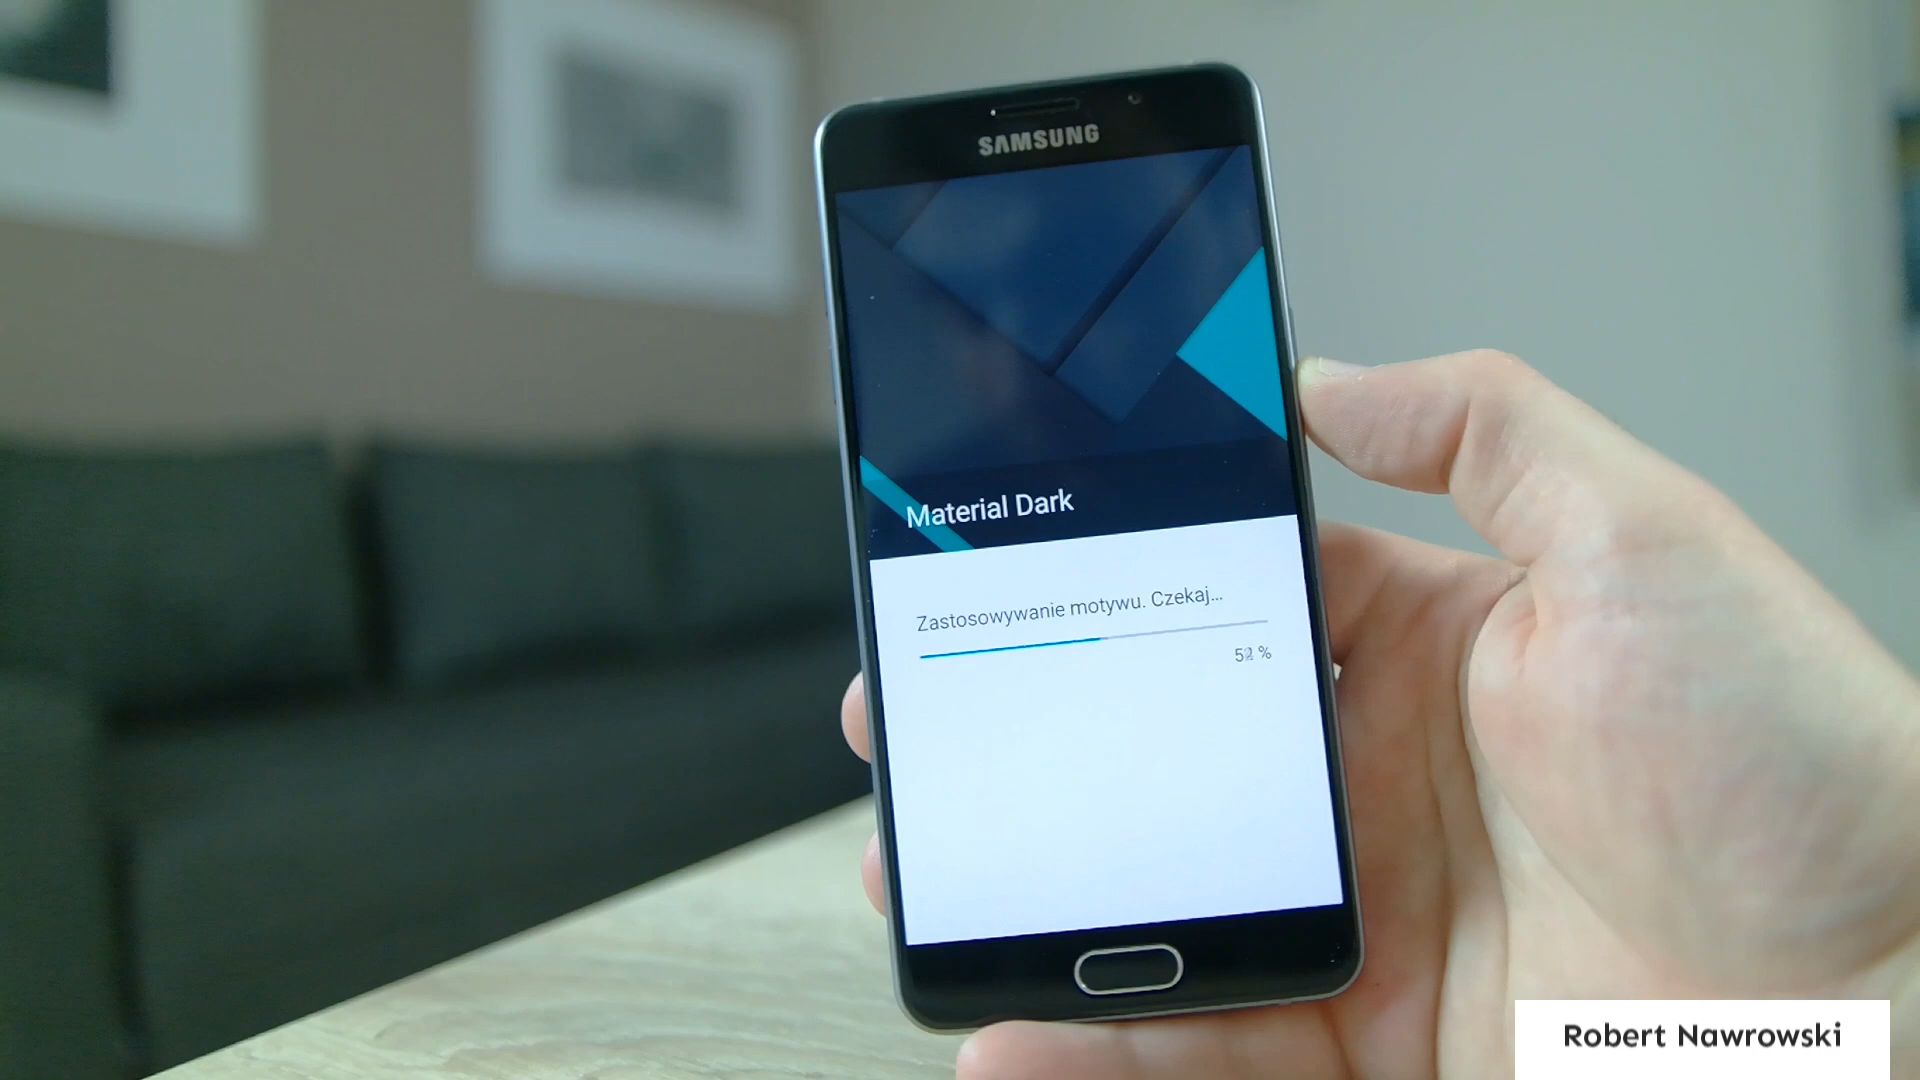 SAMSUNG
Material Dark
Zastosowywanie motywu. Czekaj...
%
Robert Nawrowski